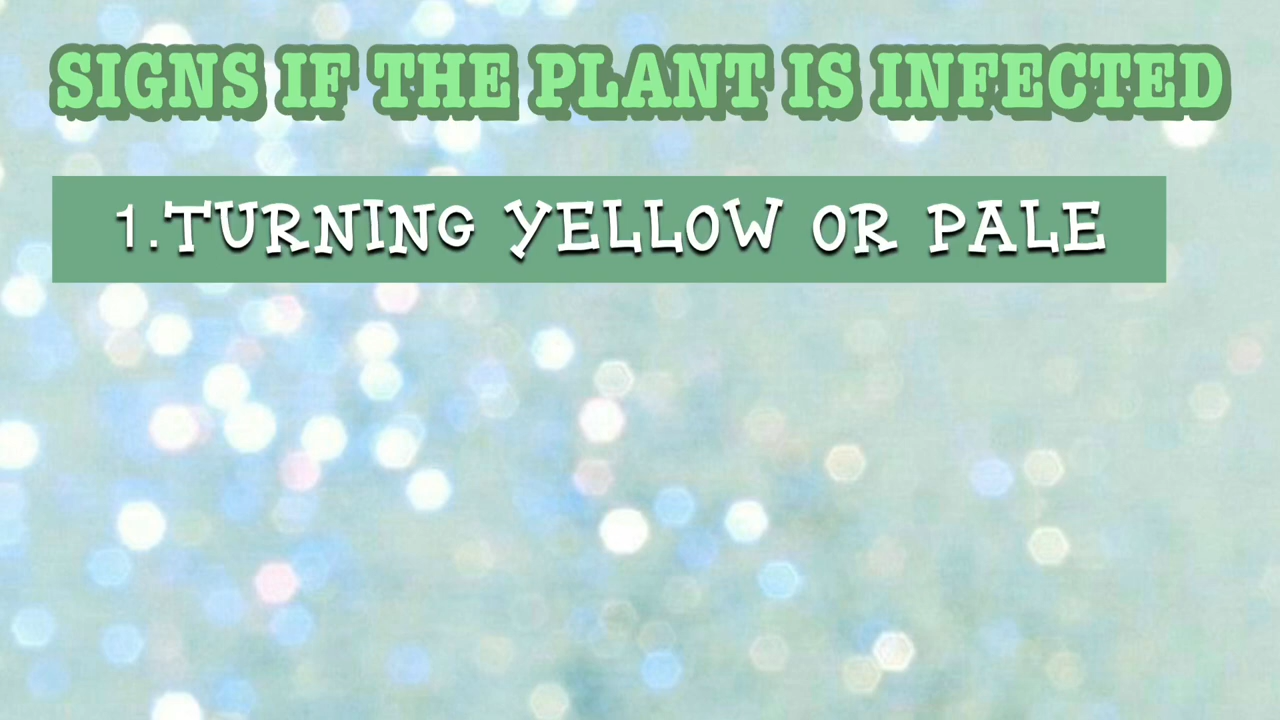 SIGNS IF THE PLANT IS INFECTED
1.TURNING YELLOW OR PALE